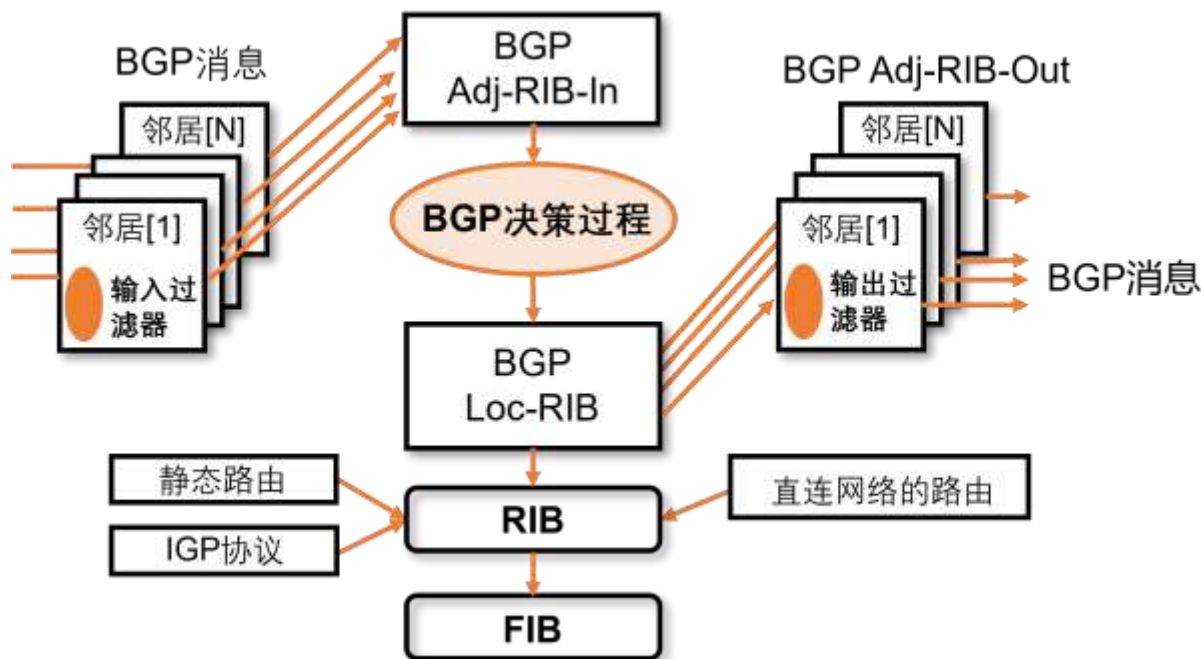 BGP消息
邻居[N]
邻居[1]
输入过
滤器
BGP
Adj-RIB-In
BGP决策过程
BGP
Loc-RIB
BGP Adj-RIB-Out
邻居[N]
邻居[1]
输出过
滤器
BGP消息
静态路由
IGP协议
RIB
直连网络的路由
FIB